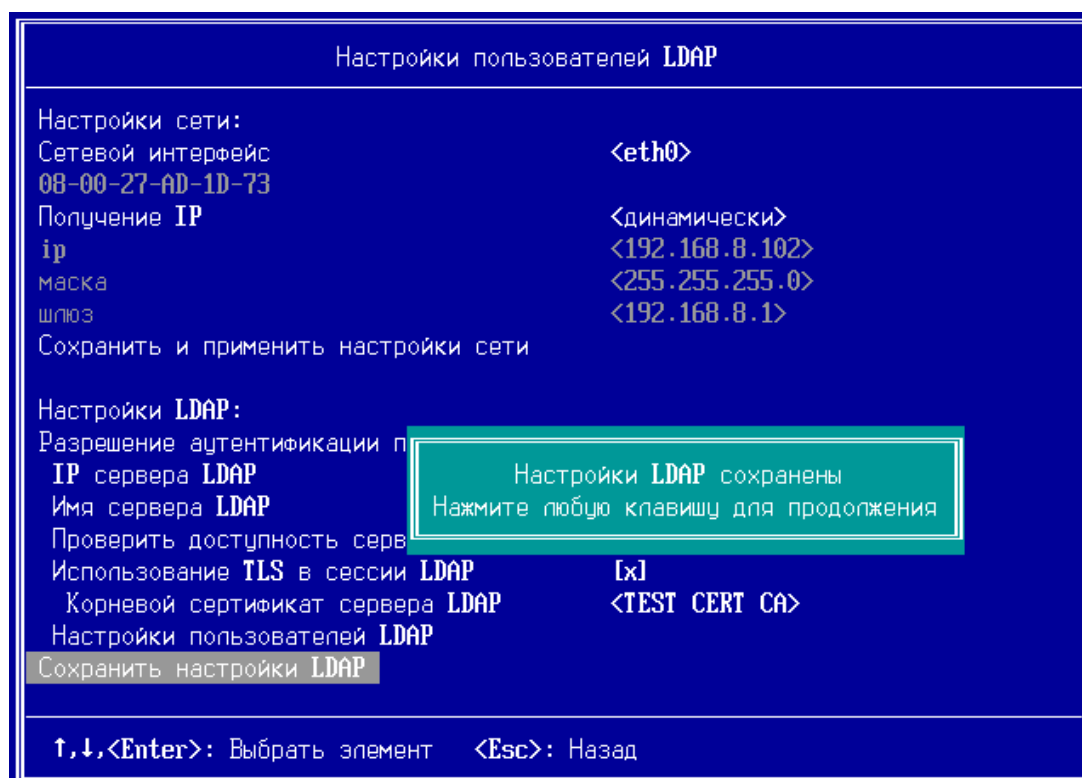 Настройки пользователей LDAP
Настройки сети:
Сетевой интерфейс <eth0>
08-00-27-AD-1D-73
Получение IP <динамически>
ip <192.168.8.102>
маска <255.255.255.0>
шлюз <192.168.8.1>
Сохранить и применить настройки сети
Настройки LDAP:
Разрешение аутентификации п
IP сервера LDAP
Имя сервера LDAP
Проверить доступность серв
Настройки LDAP сохранены
Нажмите любую клавишу для продолжения
Использование TLS в сессии LDAP [x]
Корневой сертификат сервера LDAP <TEST CERT CA>
Настройки пользователей LDAP
Сохранить настройки LDAP
↑,↓,<Enter>: Выбрать элемент <Esc>: Назад